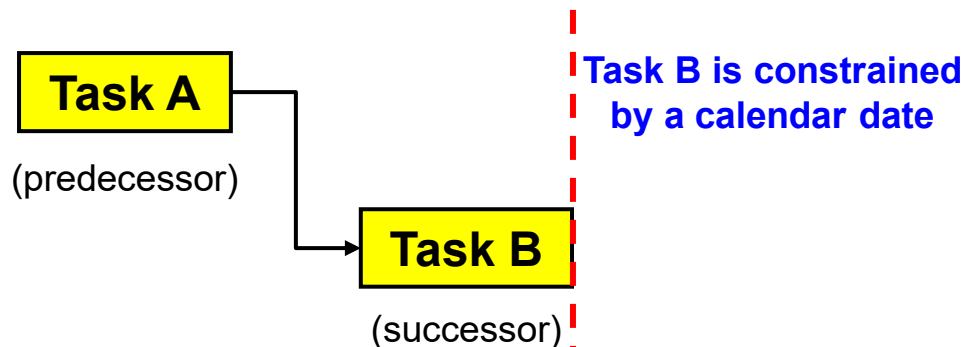 Task A
(predecessor)
Task B is constrained
by a calendar date
Task B
(successor)